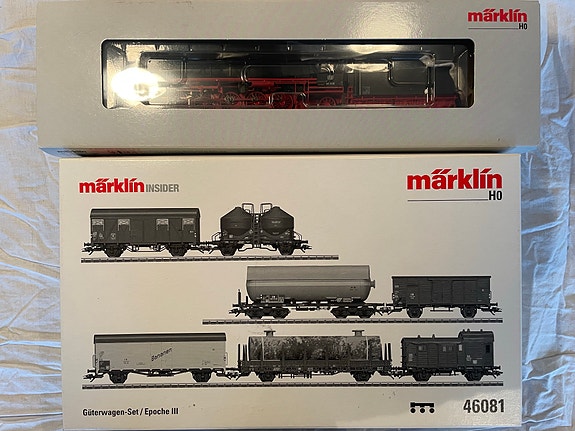 märklin
H0
märklin INSIDER
märklin
H0
Bananen
Güterwagen-Set / Epoche III
46081